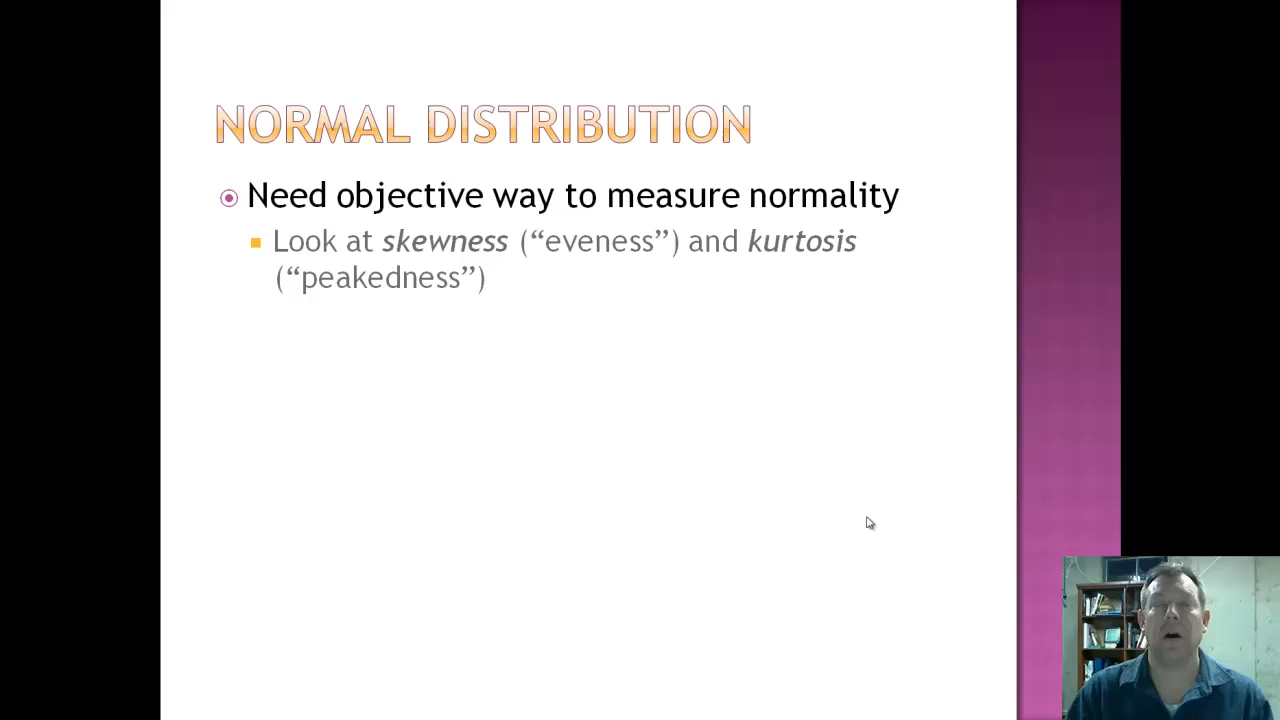 NORMAL DISTRIBUTION
Need objective way to measure normality
Look at skewness (“eveness”) and kurtosis
(“peakedness”)